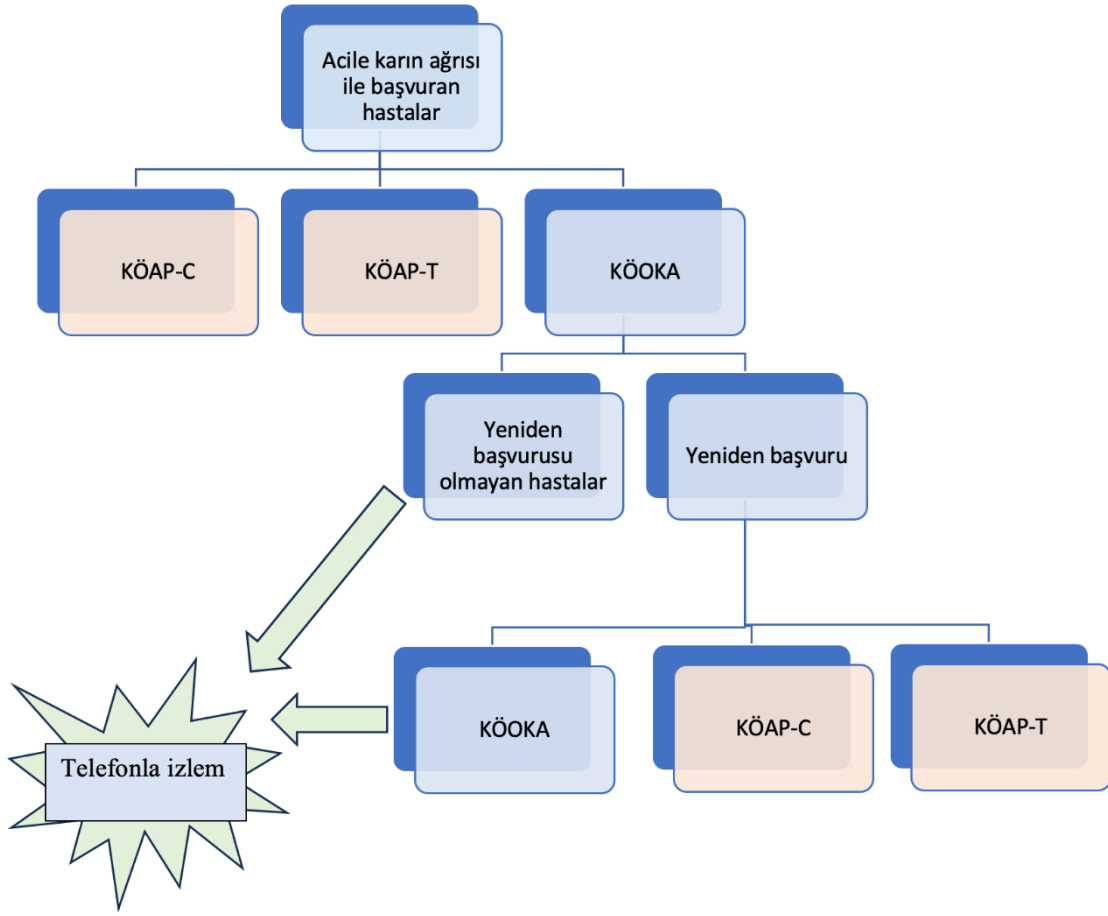 Acile karın ağrısı
ile başvuran
hastalar
KÖAP-C
KÖAP-T
KÖOKA
Yeniden
başvurusu
olmayan hastalar
Yeniden başvuru
KÖOKA
KÖAP-C
KÖAP-T
Telefonla izlem